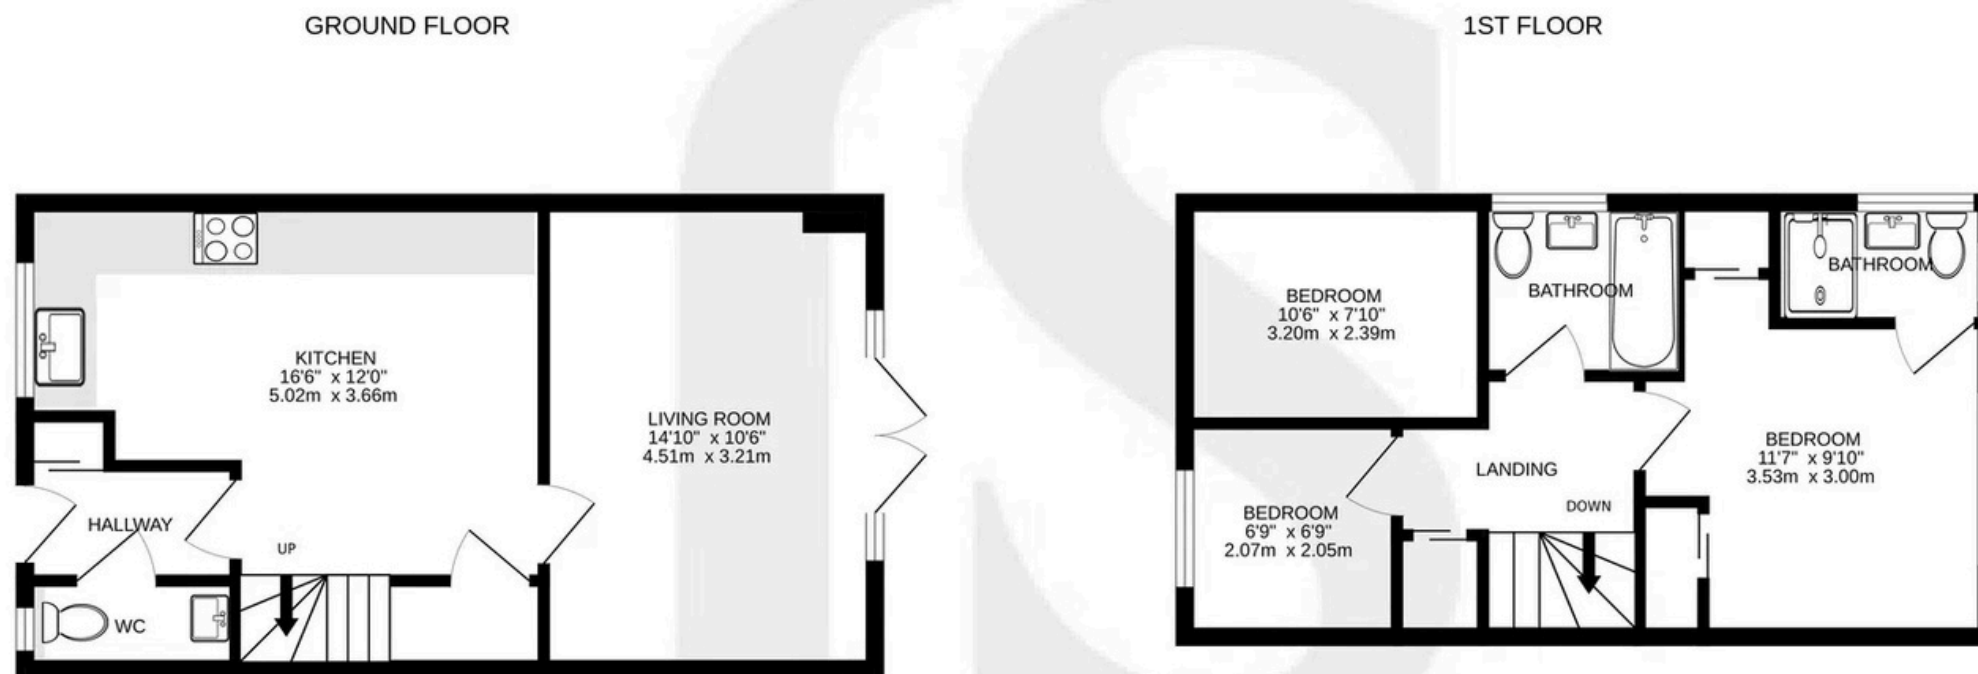 GROUND FLOOR
KITCHEN
16'6" x 12'0"
5.02m x 3.66m
LIVING ROOM
14'10" x 10'6"
4.51m x 3.21m
HALLWAY
UP
WC
1ST FLOOR
BEDROOM
10'6" x 7'10"
3.20m x 2.39m
BATHROOM
BATHROOM
BEDROOM
11'7" x 9'10"
3.53m x 3.00m
LANDING
DOWN
BEDROOM
6'9" x 6'9"
2.07m x 2.05m